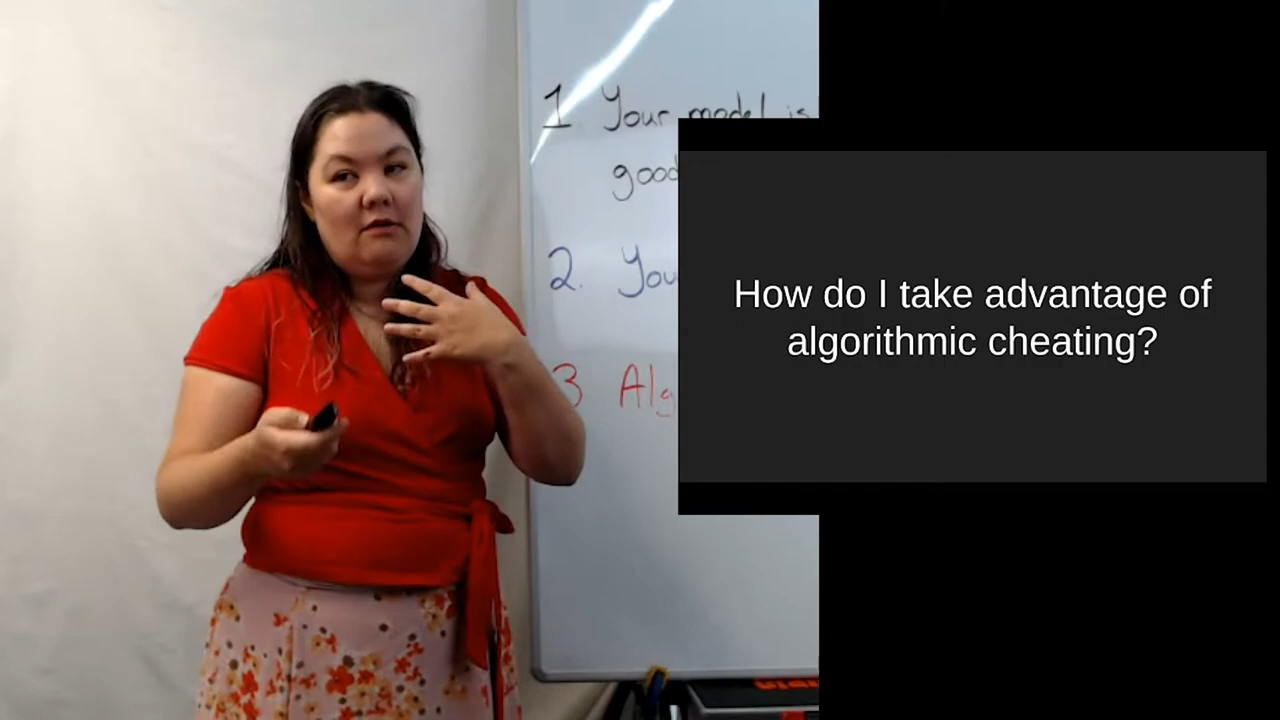 1. Your model is
good
2. You
3 Alg
How do I take advantage of
algorithmic cheating?